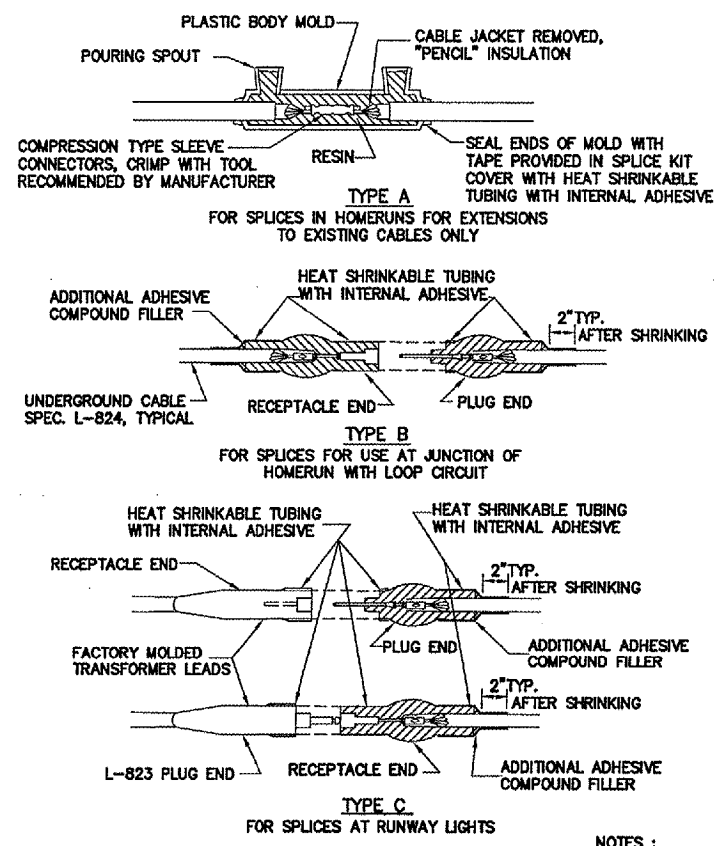 PLASTIC BODY MOLD
POURING SPOUT
CABLE JACKET REMOVED,
"PENCIL" INSULATION
COMPRESSION TYPE SLEEVE
CONNECTORS, CRIMP WITH TOOL
RECOMMENDED BY MANUFACTURER
RESIN
SEAL ENDS OF MOLD WITH
TAPE PROVIDED IN SPLICE KIT
COVER WITH HEAT SHRINKABLE
TUBING WITH INTERNAL ADHESIVE
TYPE A
FOR SPLICES IN HOMERUNS FOR EXTENSIONS
TO EXISTING CABLES ONLY
HEAT SHRINKABLE TUBING
WITH INTERNAL ADHESIVE
ADDITIONAL ADHESIVE
COMPOUND FILLER
2"TYP.
AFTER SHRINKING
UNDERGROUND CABLE
SPEC. L-824, TYPICAL
RECEPTACLE END
PLUG END
TYPE B
FOR SPLICES FOR USE AT JUNCTION OF
HOMERUN WITH LOOP CIRCUIT
HEAT SHRINKABLE TUBING
WITH INTERNAL ADHESIVE
HEAT SHRINKABLE TUBING
WITH INTERNAL ADHESIVE
RECEPTACLE END
2"TYP.
AFTER SHRINKING
PLUG END
FACTORY MOLDED
TRANSFORMER LEADS
ADDITIONAL ADHESIVE
COMPOUND FILLER
2"TYP.
AFTER SHRINKING
L-823 PLUG END
RECEPTACLE END
ADDITIONAL ADHESIVE
COMPOUND FILLER
TYPE C
FOR SPLICES AT RUNWAY LIGHTS
NOTES :